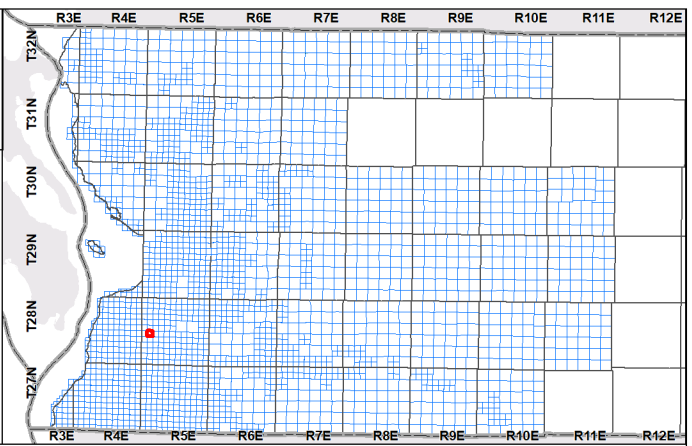 R3E R4E R5E R6E R7E R8E R9E R10E R11E R12E
T32N
T31N
T30N
T29N
T28N
T27N
R3E R4E R5E R6E R7E R8E R9E R10E R11E R12E